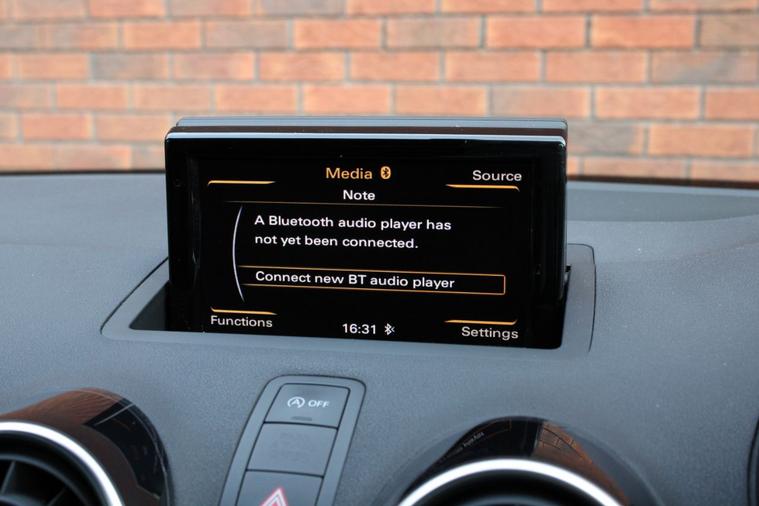 Media
Source
Note
A Bluetooth audio player has
not yet been connected.
Connect new BT audio player
Functions
16:31
Settings
A OFF